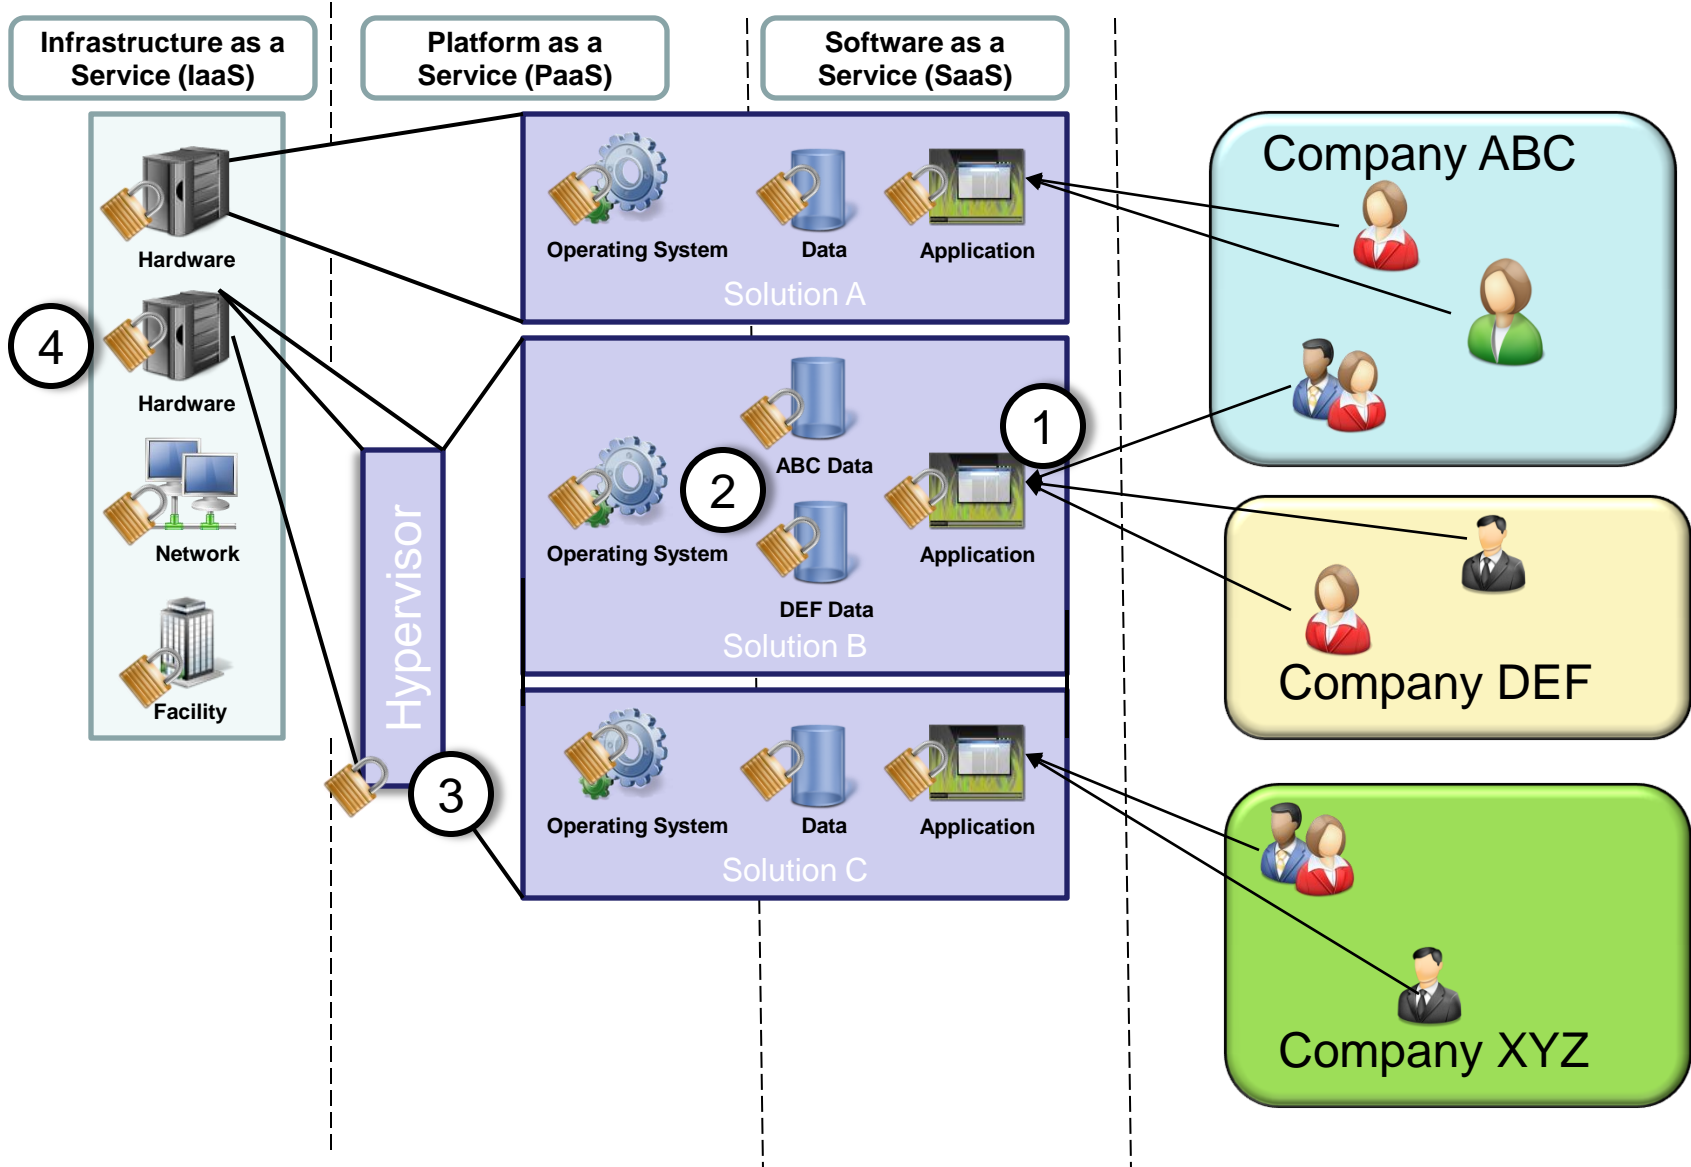 Infrastructure as a
Service (IaaS)
Platform as a
Service (PaaS)
Software as a
Service (SaaS)
Hardware
4
Hardware
Network
Facility
Hypervisor
3
Operating System
Data
Application
Solution A
1
2
ABC Data
Operating System
Application
DEF Data
Solution B
Operating System
Data
Application
Solution C
Company ABC
Company DEF
Company XYZ